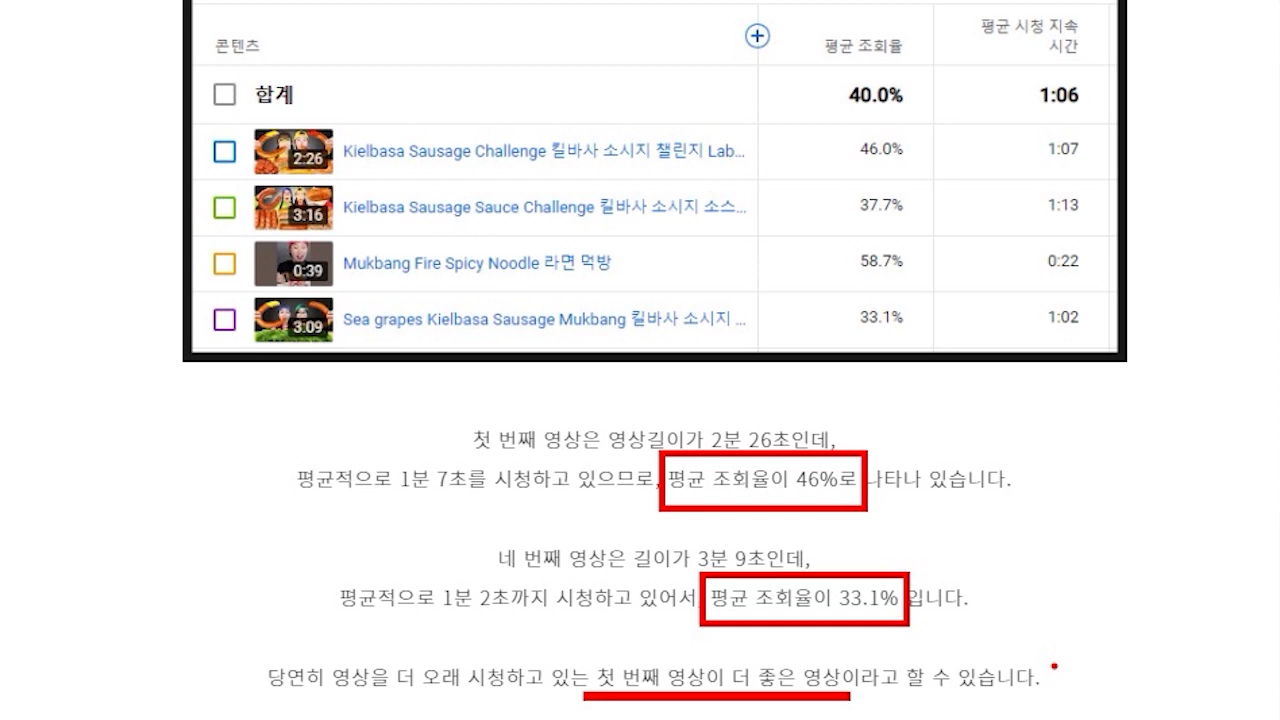 콘텐츠
평균 조회율
평균 시청 지속
시간
합계
40.0%
1:06
2:26
Kielbasa Sausage Challenge 킬바사 소시지 챌린지 Lab...
46.0%
1:07
3:16
Kielbasa Sausage Sauce Challenge 킬바사 소시지 소스...
37.7%
1:13
0:39
Mukbang Fire Spicy Noodle 라면 먹방
58.7%
0:22
3:09
Sea grapes Kielbasa Sausage Mukbang 킬바사 소시지 ...
33.1%
1:02
첫 번째 영상은 영상길이가 2분 26초인데,
평균적으로 1분 7초를 시청하고 있으므로, 평균 조회율이 46%로 나타나 있습니다.
네 번째 영상은 길이가 3분 9초인데,
평균적으로 1분 2초까지 시청하고 있어서, 평균 조회율이 33.1% 입니다.
당연히 영상을 더 오래 시청하고 있는 첫 번째 영상이 더 좋은 영상이라고 할 수 있습니다.